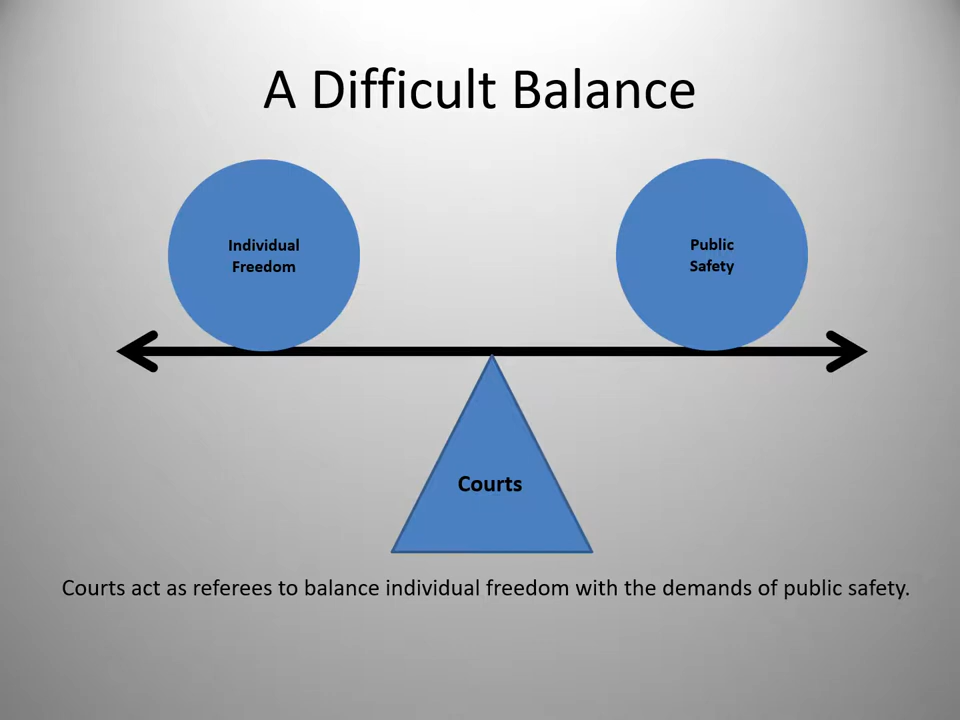 A Difficult Balance
Individual
Freedom
Public
Safety
Courts
Courts act as referees to balance individual freedom with the demands of public safety.